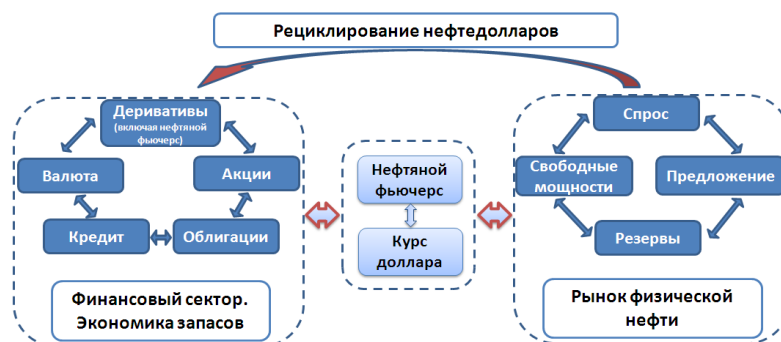 Рециклирование нефтедолларов
Деривативы
(включая нефтяной
фьючерс)
Валюта
Акции
Кредит
Облигации
Финансовый сектор.
Экономика запасов
Нефтяной
фьючерс
Курс
доллара
Спрос
Свободные
мощности
Предложение
Резервы
Рынок физической
нефти